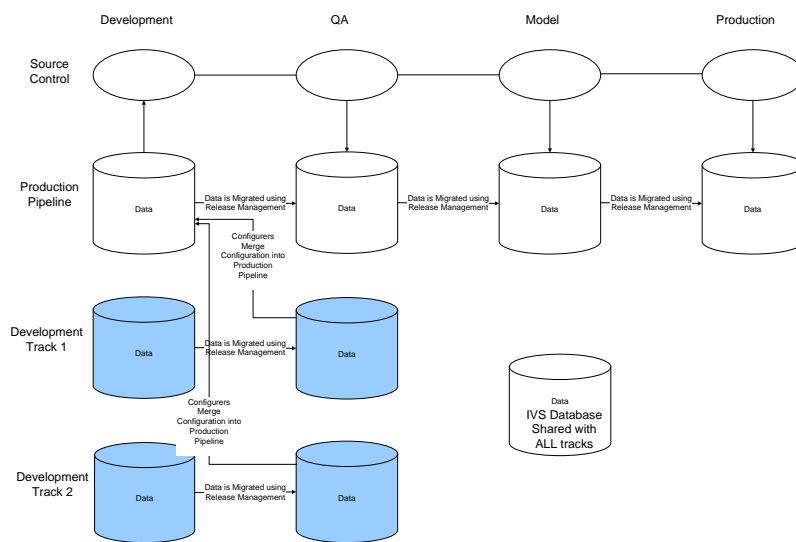 Development
QA
Model
Production
Source
Control
Production
Pipeline
Data
Data is Migrated using
Release Management
Data
Data is Migrated using
Release Management
Data
Data is Migrated using
Release Management
Data
Configurers
Merge
Configuration into
Production
Pipeline
Development
Track 1
Data
Data is Migrated using
Release Management
Data
Configurers
Merge
Configuration into
Production
Pipeline
Data
IVS Database
Shared with
ALL tracks
Development
Track 2
Data
Data is Migrated using
Release Management
Data